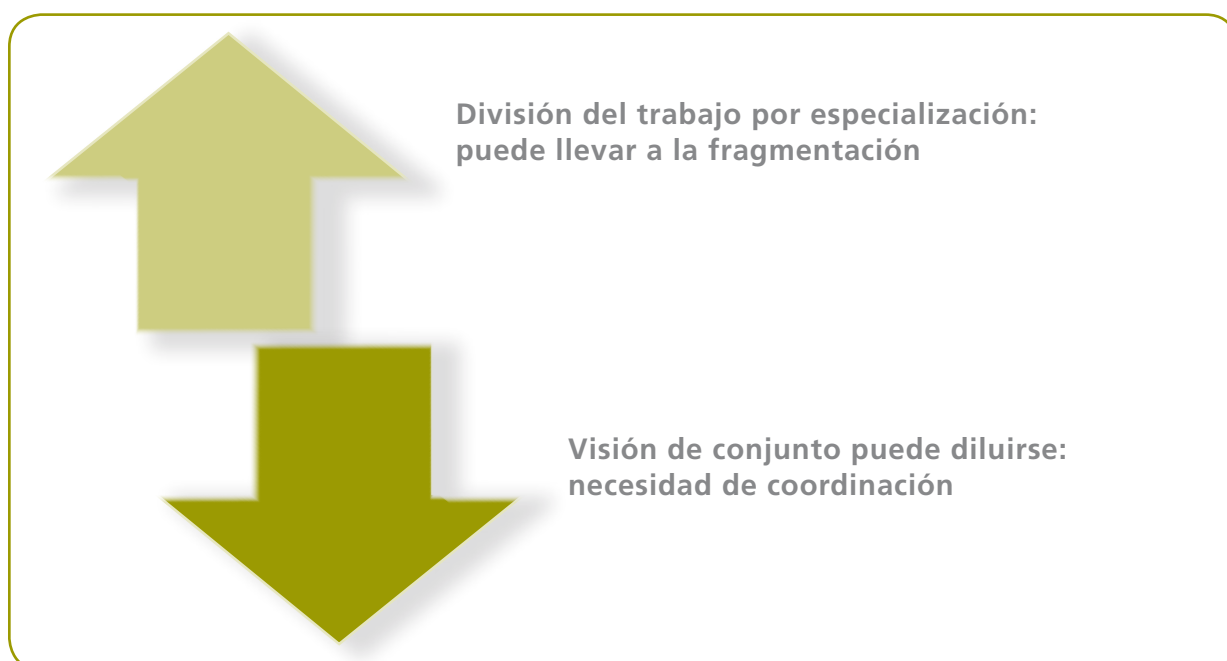 División del trabajo por especialización:
puede llevar a la fragmentación
Visión de conjunto puede diluirse:
necesidad de coordinación